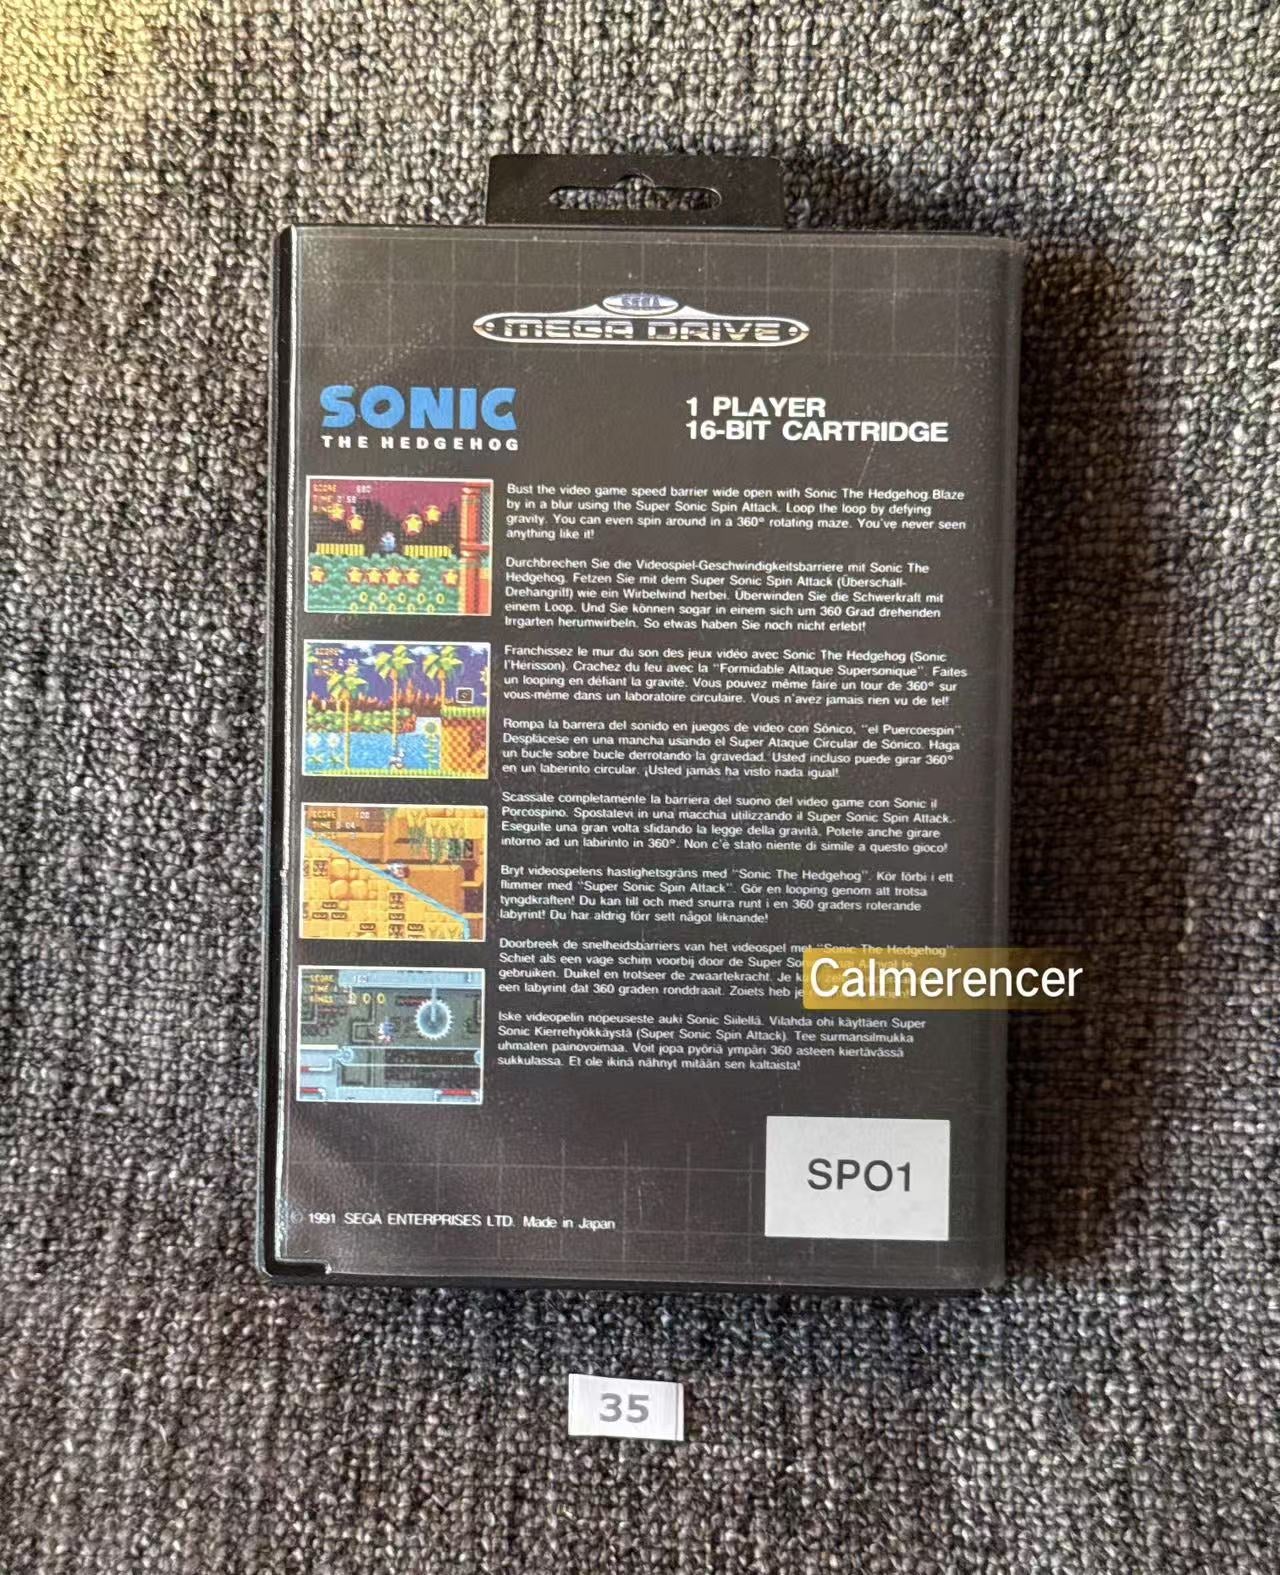 SEGA
MEGA DRIVE
SONIC
THE HEDGEHOG
1 PLAYER
16-BIT CARTRIDGE
Bust the video game speed barrier wide open with Sonic The Hedgehog. Blaze
by in a blur using the Super Sonic Spin Attack. Loop the loop by defying
gravity. You can even spin around in a 360° rotating maze. You've never seen
anything like it!
Durchbrechen Sie die Videospiel-Geschwindigkeitsbarriere mit Sonic The
Hedgehog. Fetzen Sie mit dem Super Sonic Spin Attack (Überschall-
Drehangriff) wie ein Wirbelwind herbei. Überwinden Sie die Schwerkraft mit
einem Loop. Und Sie können sogar in einem sich um 360 Grad drehenden
Irrgarten herumwirbeln. So etwas haben Sie noch nicht erlebt!
Franchissez le mur du son des jeux vidéo avec Sonic The Hedgehog (Sonic
l'Hérisson). Crachez du feu avec la "Formidable Attaque Supersonique". Faites
un looping en défiant la gravité. Vous pouvez même faire un tour de 360° sur
vous-même dans un laboratoire circulaire. Vous n'avez jamais rien vu de tel!
Rompa la barrera del sonido en juegos de video con Sónico, "el Puercoespín".
Desplácese en una mancha usando el Super Ataque Circular de Sónico. Haga
un bucle sobre bucle derrotando la gravedad. Usted incluso puede girar 360°
en un laberinto circular. ¡Usted jamás ha visto nada igual!
Scassate completamente la barriera del suono del video game con Sonic il
Porcospino. Spostatevi in una macchia utilizzando il Super Sonic Spin Attack.
Eseguite una gran volta sfidando la legge della gravità. Potete anche girare
intorno ad un labirinto in 360°. Non c'è stato niente di simile a questo gioco!
Bryt videospelens hastighetsgräns med "Sonic The Hedgehog". Kör förbi i ett
flimmer med "Super Sonic Spin Attack". Gör en looping genom att trotsa
tyngdkraften! Du kan till och med snurra runt i en 360 graders roterande
labyrint! Du har aldrig förr sett något liknande!
Doorbreek de snelheidsbarriers van het videospel met "Sonic The Hedgehog".
Schiet als een vage schim voorbij door de Super
gebruiken. Duikel en trotseer de zwaartekracht. Je
een labyrint dat 360 graden ronddraait. Zoiets heb je
Calmerencer
Iske videopelin nopeuseste auki Sonic Siilellä. Vilahda ohi käyttäen Super
Sonic Kierrehyökkäystä (Super Sonic Spin Attack). Tee surmansilmukka
uhmaten painovoimaa. Voit jopa pyöriä ympäri 360 asteen kiertävässä
sukkulassa. Et ole ikinä nähnyt mitään sen kaltaista!
SPO1
© 1991 SEGA ENTERPRISES LTD. Made in Japan
35